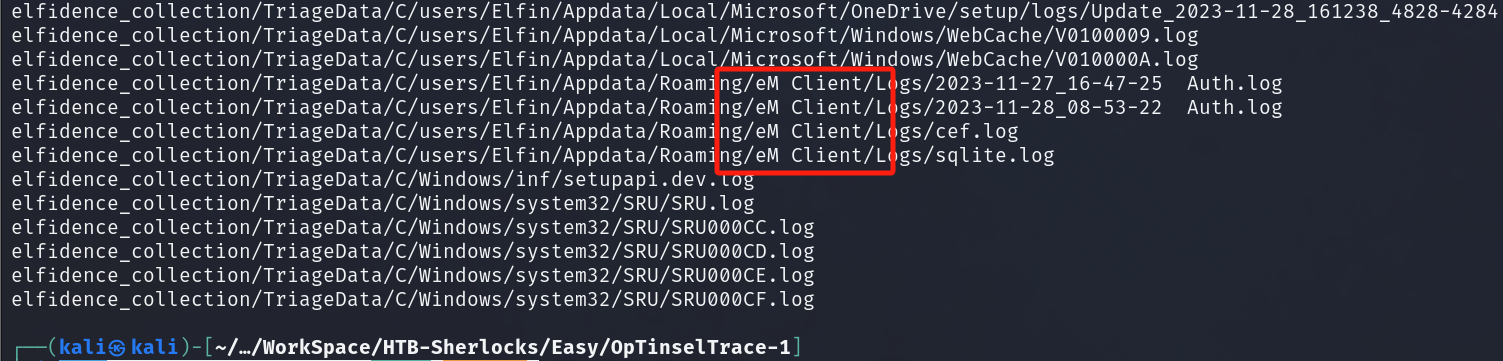 elfidence_collection/TriageData/C/users/Elfin/Appdata/Local/Microsoft/OneDrive/setup/logs/Update_2023-11-28_161238_4828-4284
elfidence_collection/TriageData/C/users/Elfin/Appdata/Local/Microsoft/Windows/WebCache/V0100009.log
elfidence_collection/TriageData/C/users/Elfin/Appdata/Local/Microsoft/Windows/WebCache/V010000A.log
elfidence_collection/TriageData/C/users/Elfin/Appdata/Roaming/eM Client/Logs/2023-11-27_16-47-25  Auth.log
elfidence_collection/TriageData/C/users/Elfin/Appdata/Roaming/eM Client/Logs/2023-11-28_08-53-22  Auth.log
elfidence_collection/TriageData/C/users/Elfin/Appdata/Roaming/eM Client/Logs/cef.log
elfidence_collection/TriageData/C/users/Elfin/Appdata/Roaming/eM Client/Logs/sqlite.log
elfidence_collection/TriageData/C/Windows/inf/setupapi.dev.log
elfidence_collection/TriageData/C/Windows/system32/SRU/SRU.log
elfidence_collection/TriageData/C/Windows/system32/SRU/SRU000CC.log
elfidence_collection/TriageData/C/Windows/system32/SRU/SRU000CD.log
elfidence_collection/TriageData/C/Windows/system32/SRU/SRU000CE.log
elfidence_collection/TriageData/C/Windows/system32/SRU/SRU000CF.log
┌──(kali㉿kali)-[~/…/WorkSpace/HTB-Sherlocks/Easy/OpTinselTrace-1]